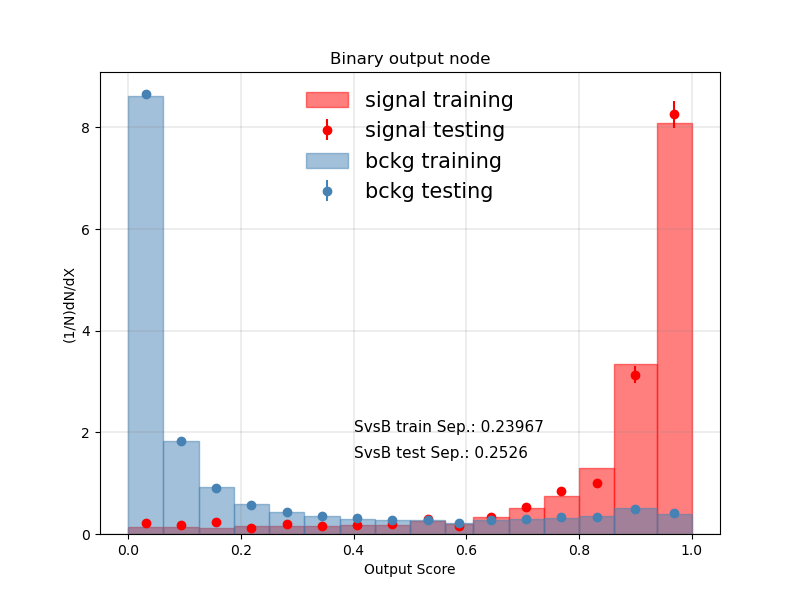 Binary output node
signal training
signal testing
bckg training
bckg testing
(1/N)dN/dX
8
6
4
2
0
SvsB train Sep.: 0.23967
SvsB test Sep.: 0.2526
0.0 0.2 0.4 0.6 0.8 1.0
Output Score